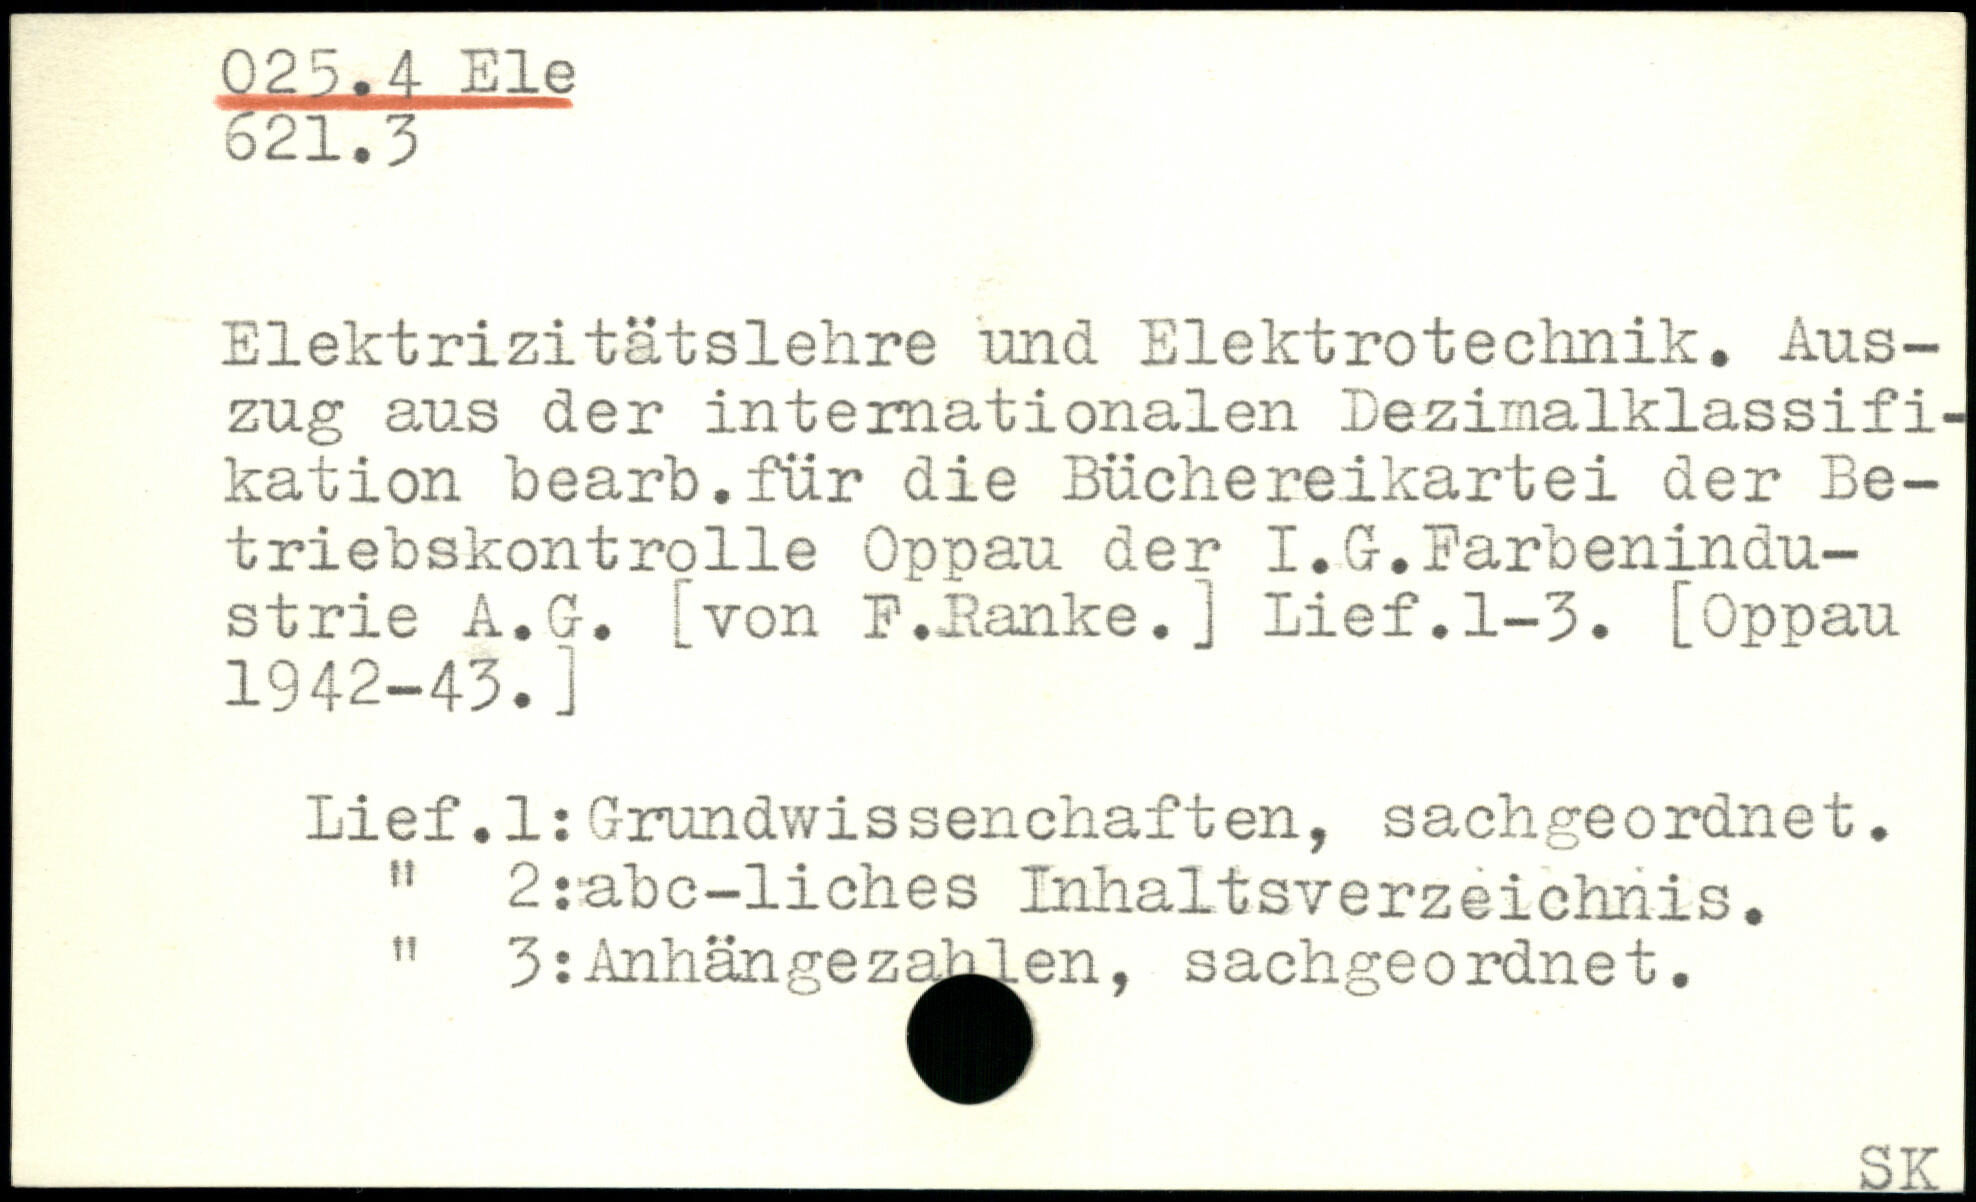 025.4 Ele
621.3
Elektrizitätslehre und Elektrotechnik. Aus-
zug aus der internationalen Dezimalklassifi-
kation bearb.für die Büchereikartei der Be-
triebskontrolle Oppau der I.G.Farbenindu-
strie A.G. [von F.Ranke.] Lief.1-3. [Oppau
1942-43.]
Lief.1:Grundwissenchaften, sachgeordnet.
" 2:abc-liches Inhaltsverzeichnis.
" 3:Anhängezahlen, sachgeordnet.
SK